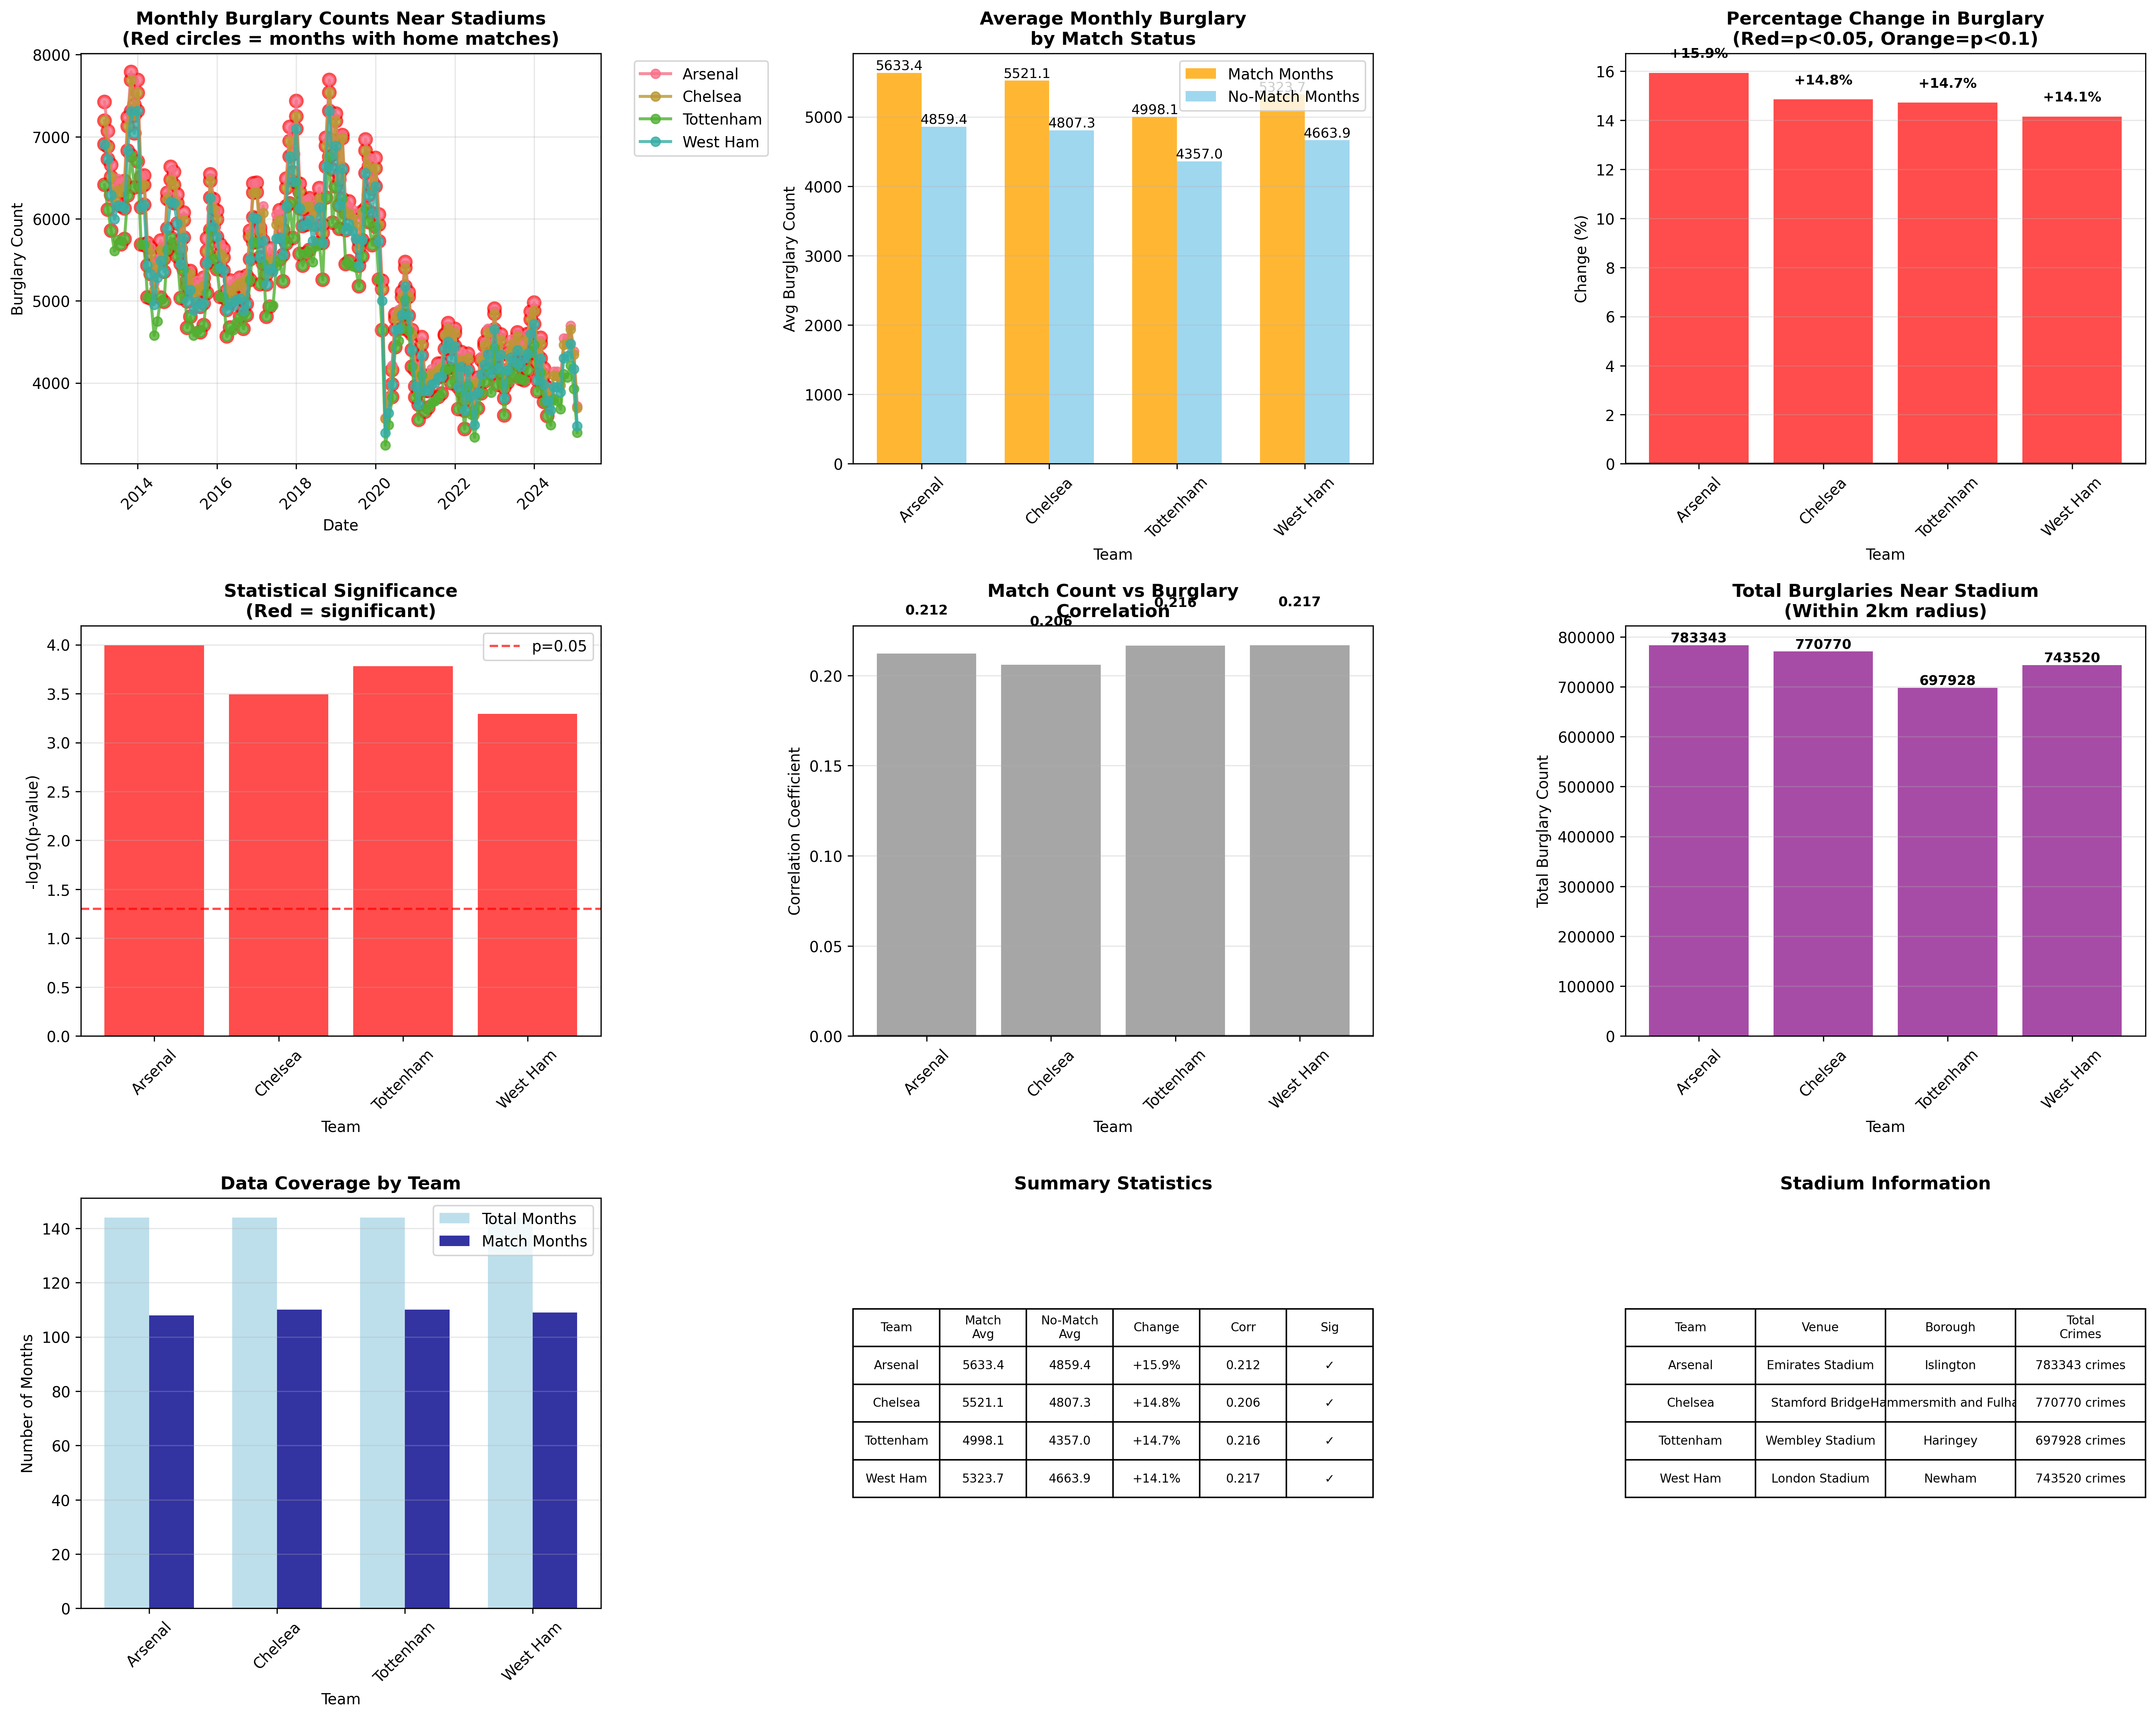 Monthly Burglary Counts Near Stadiums
(Red circles = months with home matches)
8000
7000
6000
5000
4000
Burglary Count
2014
2016
2018
2020
2022
2024
Date
Arsenal
Chelsea
Tottenham
West Ham
Average Monthly Burglary
by Match Status
5633.4
4859.4
5521.1
4807.3
4998.1
4357.0
5323.7
4663.9
Match Months
No-Match Months
5000
4000
3000
2000
1000
0
Avg Burglary Count
Arsenal
Chelsea
Tottenham
West Ham
Team
Percentage Change in Burglary
(Red=p<0.05, Orange=p<0.1)
+15.9%
+14.8%
+14.7%
+14.1%
16
14
12
10
8
6
4
2
0
Change (%)
Arsenal
Chelsea
Tottenham
West Ham
Team
Statistical Significance
(Red = significant)
p=0.05
4.0
3.5
3.0
2.5
2.0
1.5
1.0
0.5
0.0
-log10(p-value)
Arsenal
Chelsea
Tottenham
West Ham
Team
Match Count vs Burglary
Correlation
0.212
0.206
0.216
0.217
0.20
0.15
0.10
0.05
0.00
Correlation Coefficient
Arsenal
Chelsea
Tottenham
West Ham
Team
Total Burglaries Near Stadium
(Within 2km radius)
783343
770770
697928
743520
800000
700000
600000
500000
400000
300000
200000
100000
0
Total Burglary Count
Arsenal
Chelsea
Tottenham
West Ham
Team
Data Coverage by Team
Total Months
Match Months
140
120
100
80
60
40
20
0
Number of Months
Arsenal
Chelsea
Tottenham
West Ham
Team
Summary Statistics
Team Match Avg No-Match Avg Change Corr Sig
Arsenal 5633.4 4859.4 +15.9% 0.212 ✓
Chelsea 5521.1 4807.3 +14.8% 0.206 ✓
Tottenham 4998.1 4357.0 +14.7% 0.216 ✓
West Ham 5323.7 4663.9 +14.1% 0.217 ✓
Stadium Information
Team Venue Borough Total Crimes
Arsenal Emirates Stadium Islington 783343 crimes
Chelsea Stamford Bridge Hammersmith and Fulha 770770 crimes
Tottenham Wembley Stadium Haringey 697928 crimes
West Ham London Stadium Newham 743520 crimes